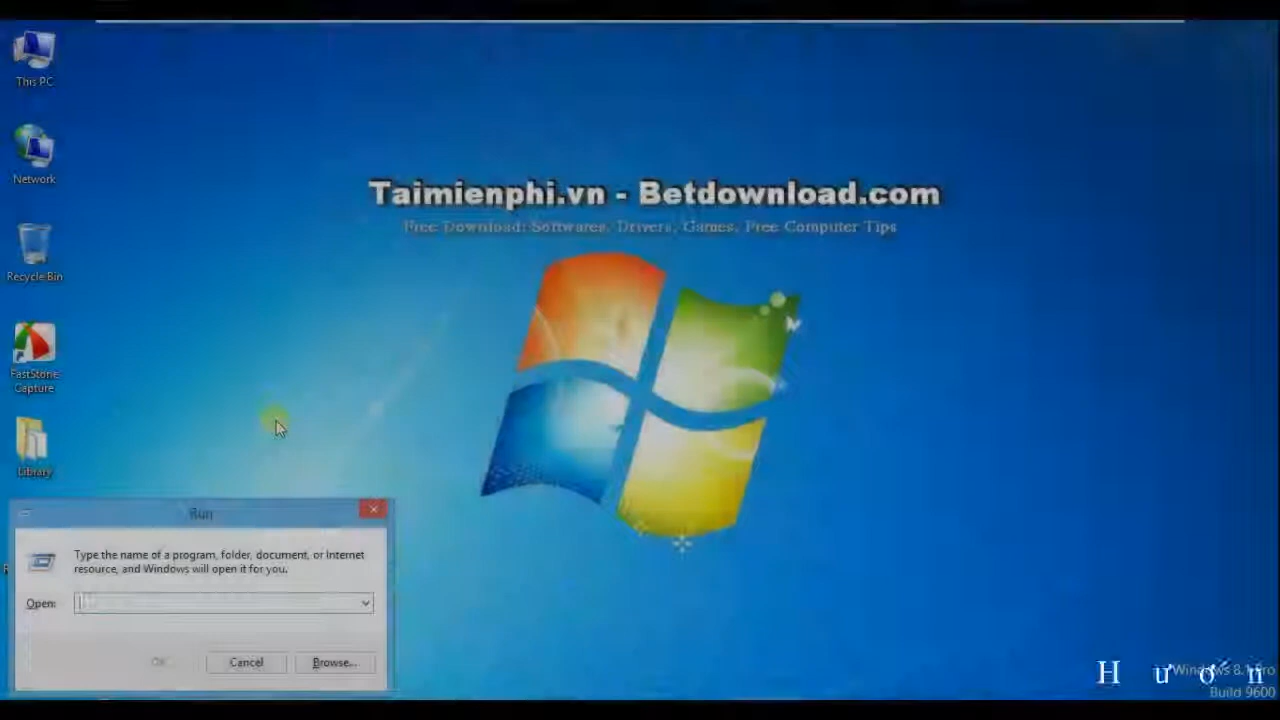 This PC
Network
Recycle Bin
FastStone
Capture
Library
Taimienphi.vn - Betdownload.com
Free Download: Softwares, Drivers, Games, Free Computer Tips
Run
Type the name of a program, folder, document, or Internet
resource, and Windows will open it for you.
Open:
OK
Cancel
Browse...
Windows 8.1 Pro
Build 9600